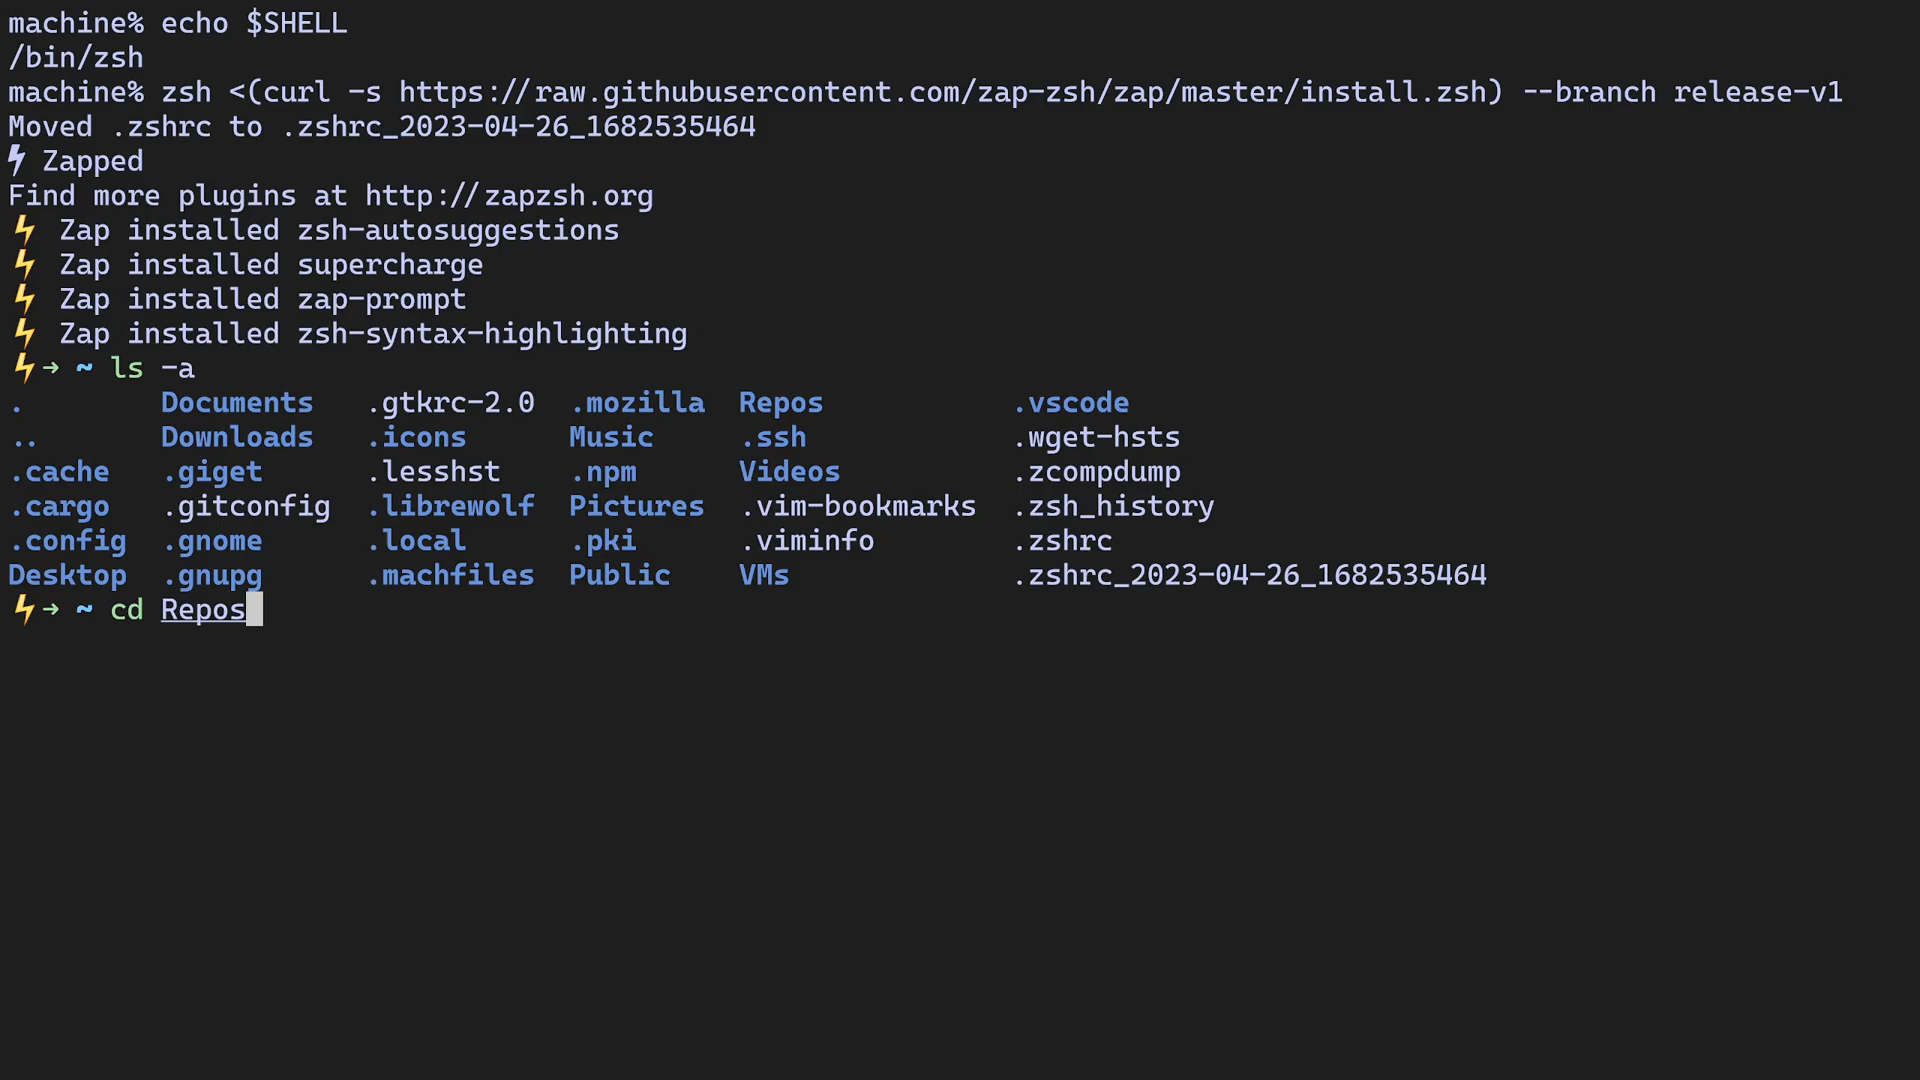 machine% echo $SHELL
/bin/zsh
machine% zsh <(curl -s https://raw.githubusercontent.com/zap-zsh/zap/master/install.zsh) --branch release-v1
Moved .zshrc to .zshrc_2023-04-26_1682535464
⚡ Zapped
Find more plugins at http://zapzsh.org
⚡ Zap installed zsh-autosuggestions
⚡ Zap installed supercharge
⚡ Zap installed zap-prompt
⚡ Zap installed zsh-syntax-highlighting
⚡→ ~ ls -a
. Documents .gtkrc-2.0 .mozilla Repos .vscode
.. Downloads .icons Music .ssh .wget-hsts
.cache .giget .lesshst .npm Videos .zcompdump
.cargo .gitconfig .librewolf Pictures .vim-bookmarks .zsh_history
.config .gnome .local .pki .viminfo .zshrc
Desktop .gnupg .machfiles Public VMs .zshrc_2023-04-26_1682535464
⚡→ ~ cd Repos